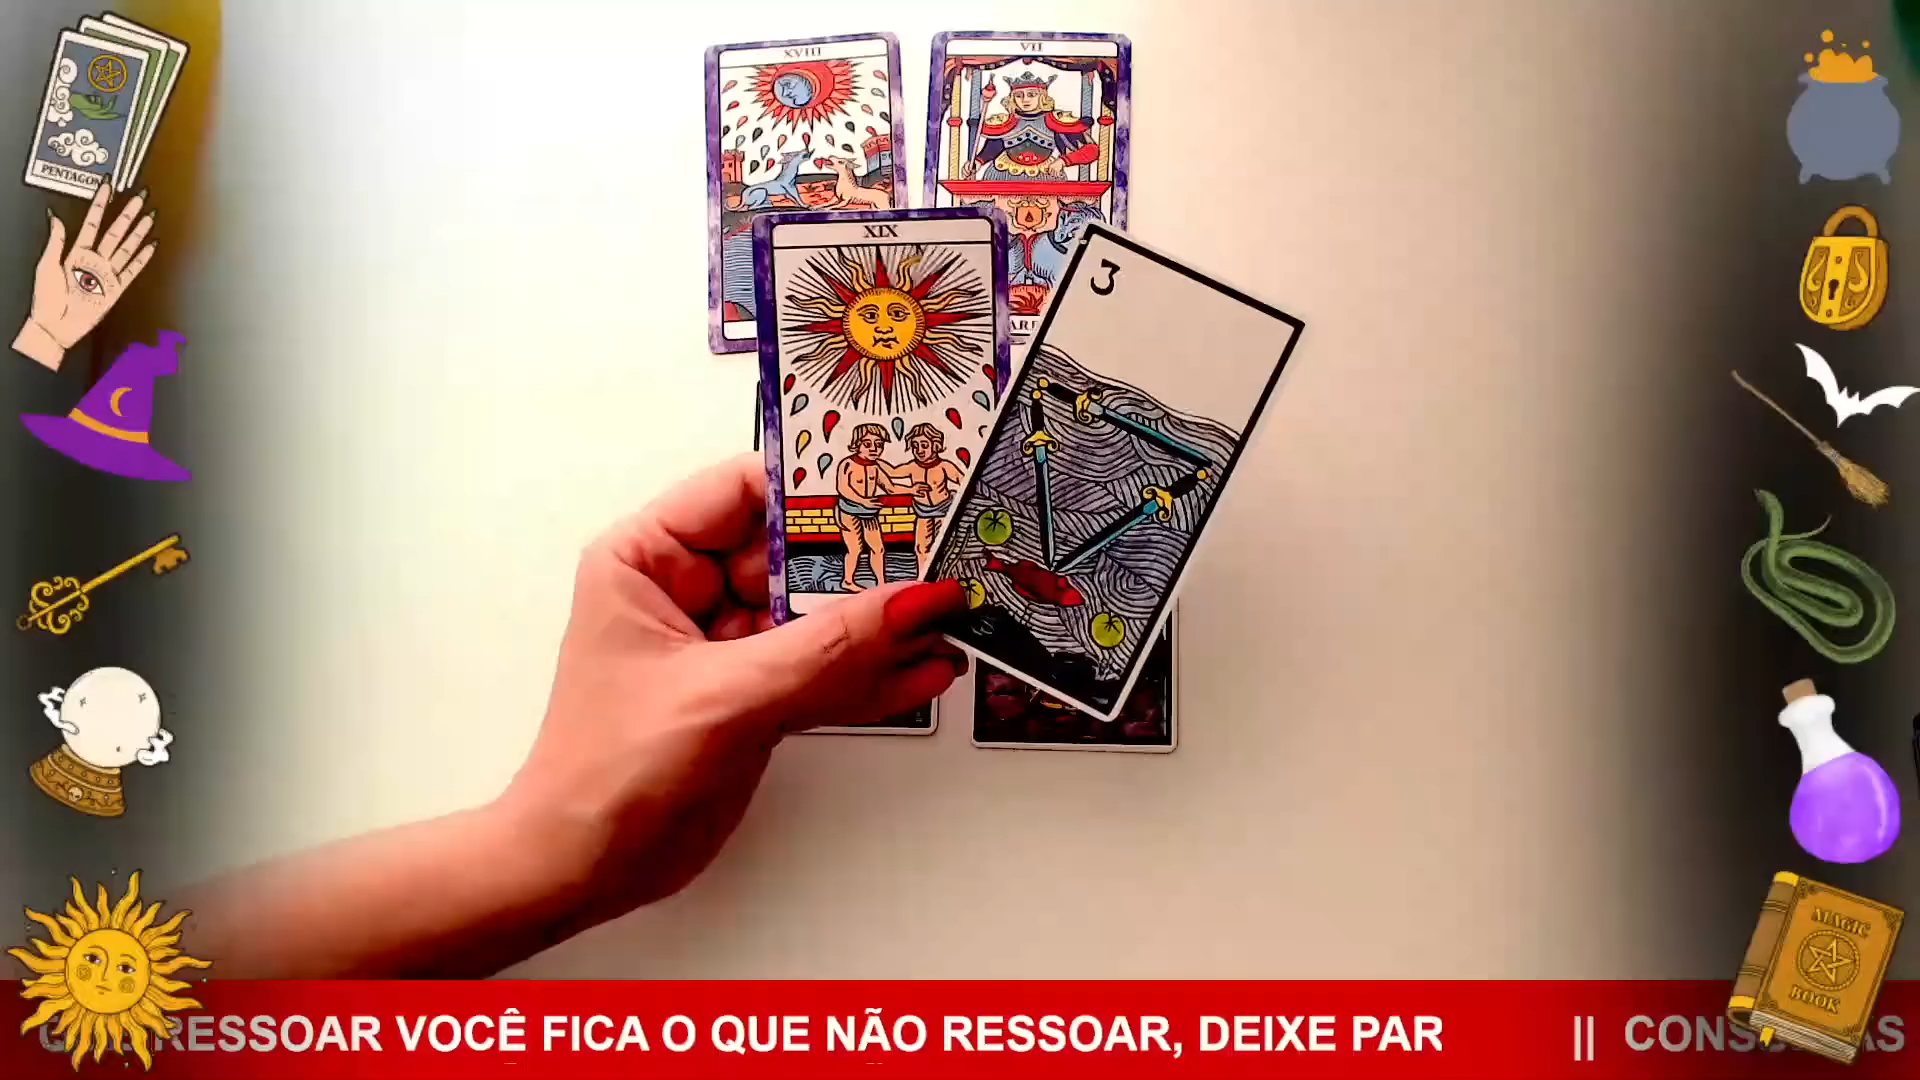 XVIII
VII
XIX
3
PENTAGON
MAGIC
BOOK
RESSOAR VOCÊ FICA O QUE NÃO RESSOAR, DEIXE PAR
||